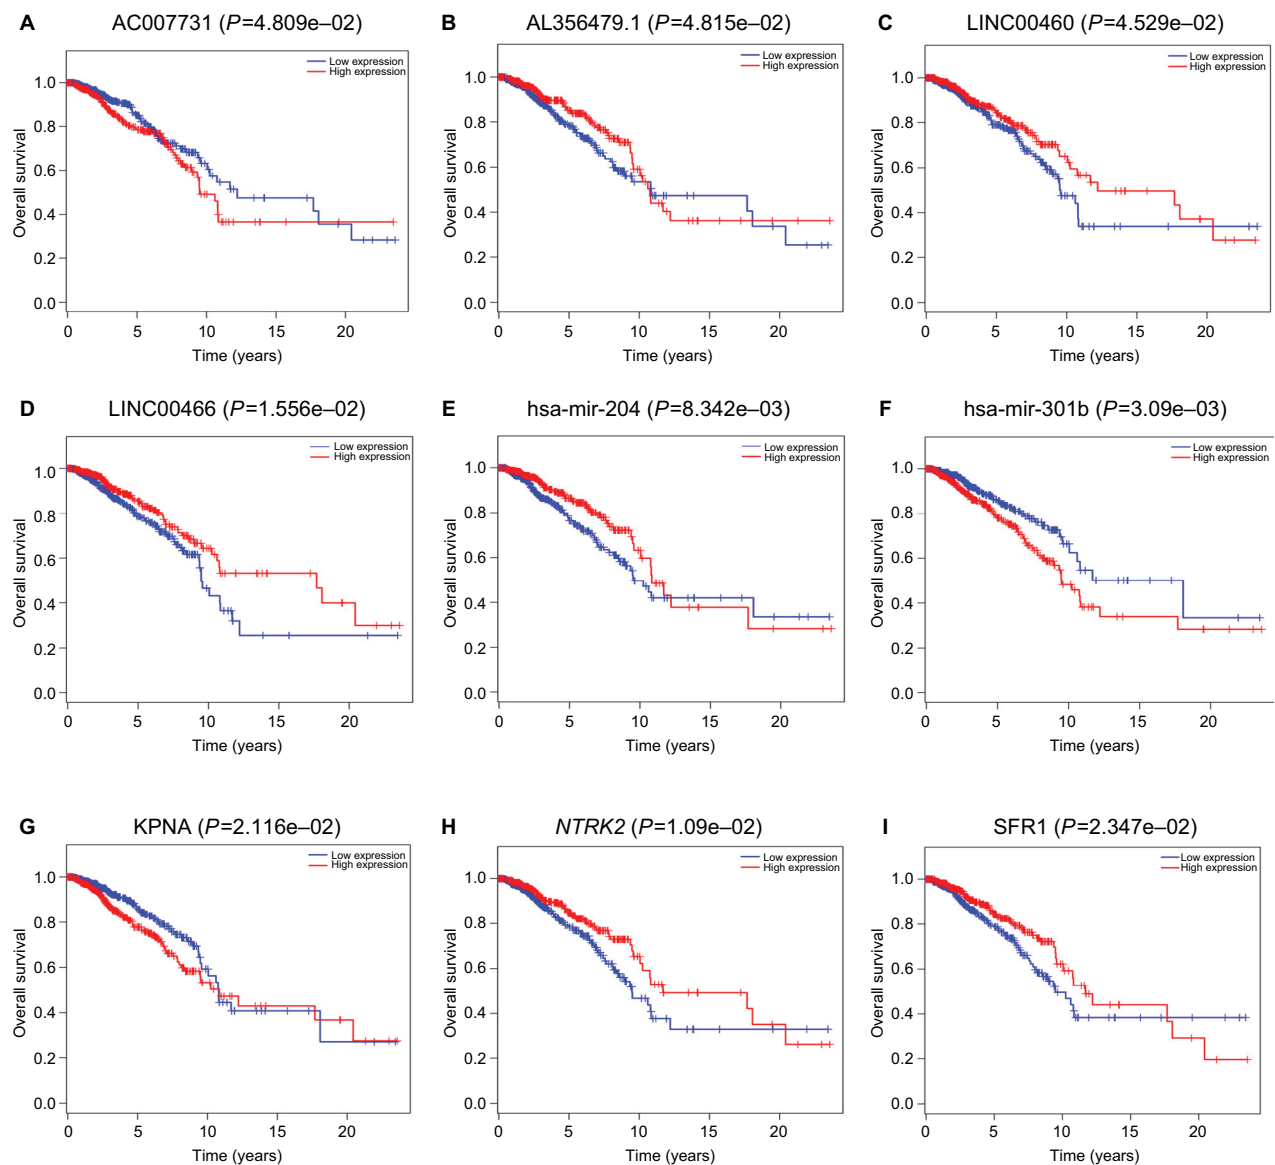 A AC007731 (P=4.809e–02)
Low expression
High expression
Overall survival
1.0
0.8
0.6
0.4
0.2
0.0
0 5 10 15 20
Time (years)
B AL356479.1 (P=4.815e–02)
Low expression
High expression
Overall survival
1.0
0.8
0.6
0.4
0.2
0.0
0 5 10 15 20
Time (years)
C LINC00460 (P=4.529e–02)
Low expression
High expression
Overall survival
1.0
0.8
0.6
0.4
0.2
0.0
0 5 10 15 20
Time (years)
D LINC00466 (P=1.556e–02)
Low expression
High expression
Overall survival
1.0
0.8
0.6
0.4
0.2
0.0
0 5 10 15 20
Time (years)
E hsa-mir-204 (P=8.342e–03)
Low expression
High expression
Overall survival
1.0
0.8
0.6
0.4
0.2
0.0
0 5 10 15 20
Time (years)
F hsa-mir-301b (P=3.09e–03)
Low expression
High expression
Overall survival
1.0
0.8
0.6
0.4
0.2
0.0
0 5 10 15 20
Time (years)
G KPNA (P=2.116e–02)
Low expression
High expression
Overall survival
1.0
0.8
0.6
0.4
0.2
0.0
0 5 10 15 20
Time (years)
H NTRK2 (P=1.09e–02)
Low expression
High expression
Overall survival
1.0
0.8
0.6
0.4
0.2
0.0
0 5 10 15 20
Time (years)
I SFR1 (P=2.347e–02)
Low expression
High expression
Overall survival
1.0
0.8
0.6
0.4
0.2
0.0
0 5 10 15 20
Time (years)